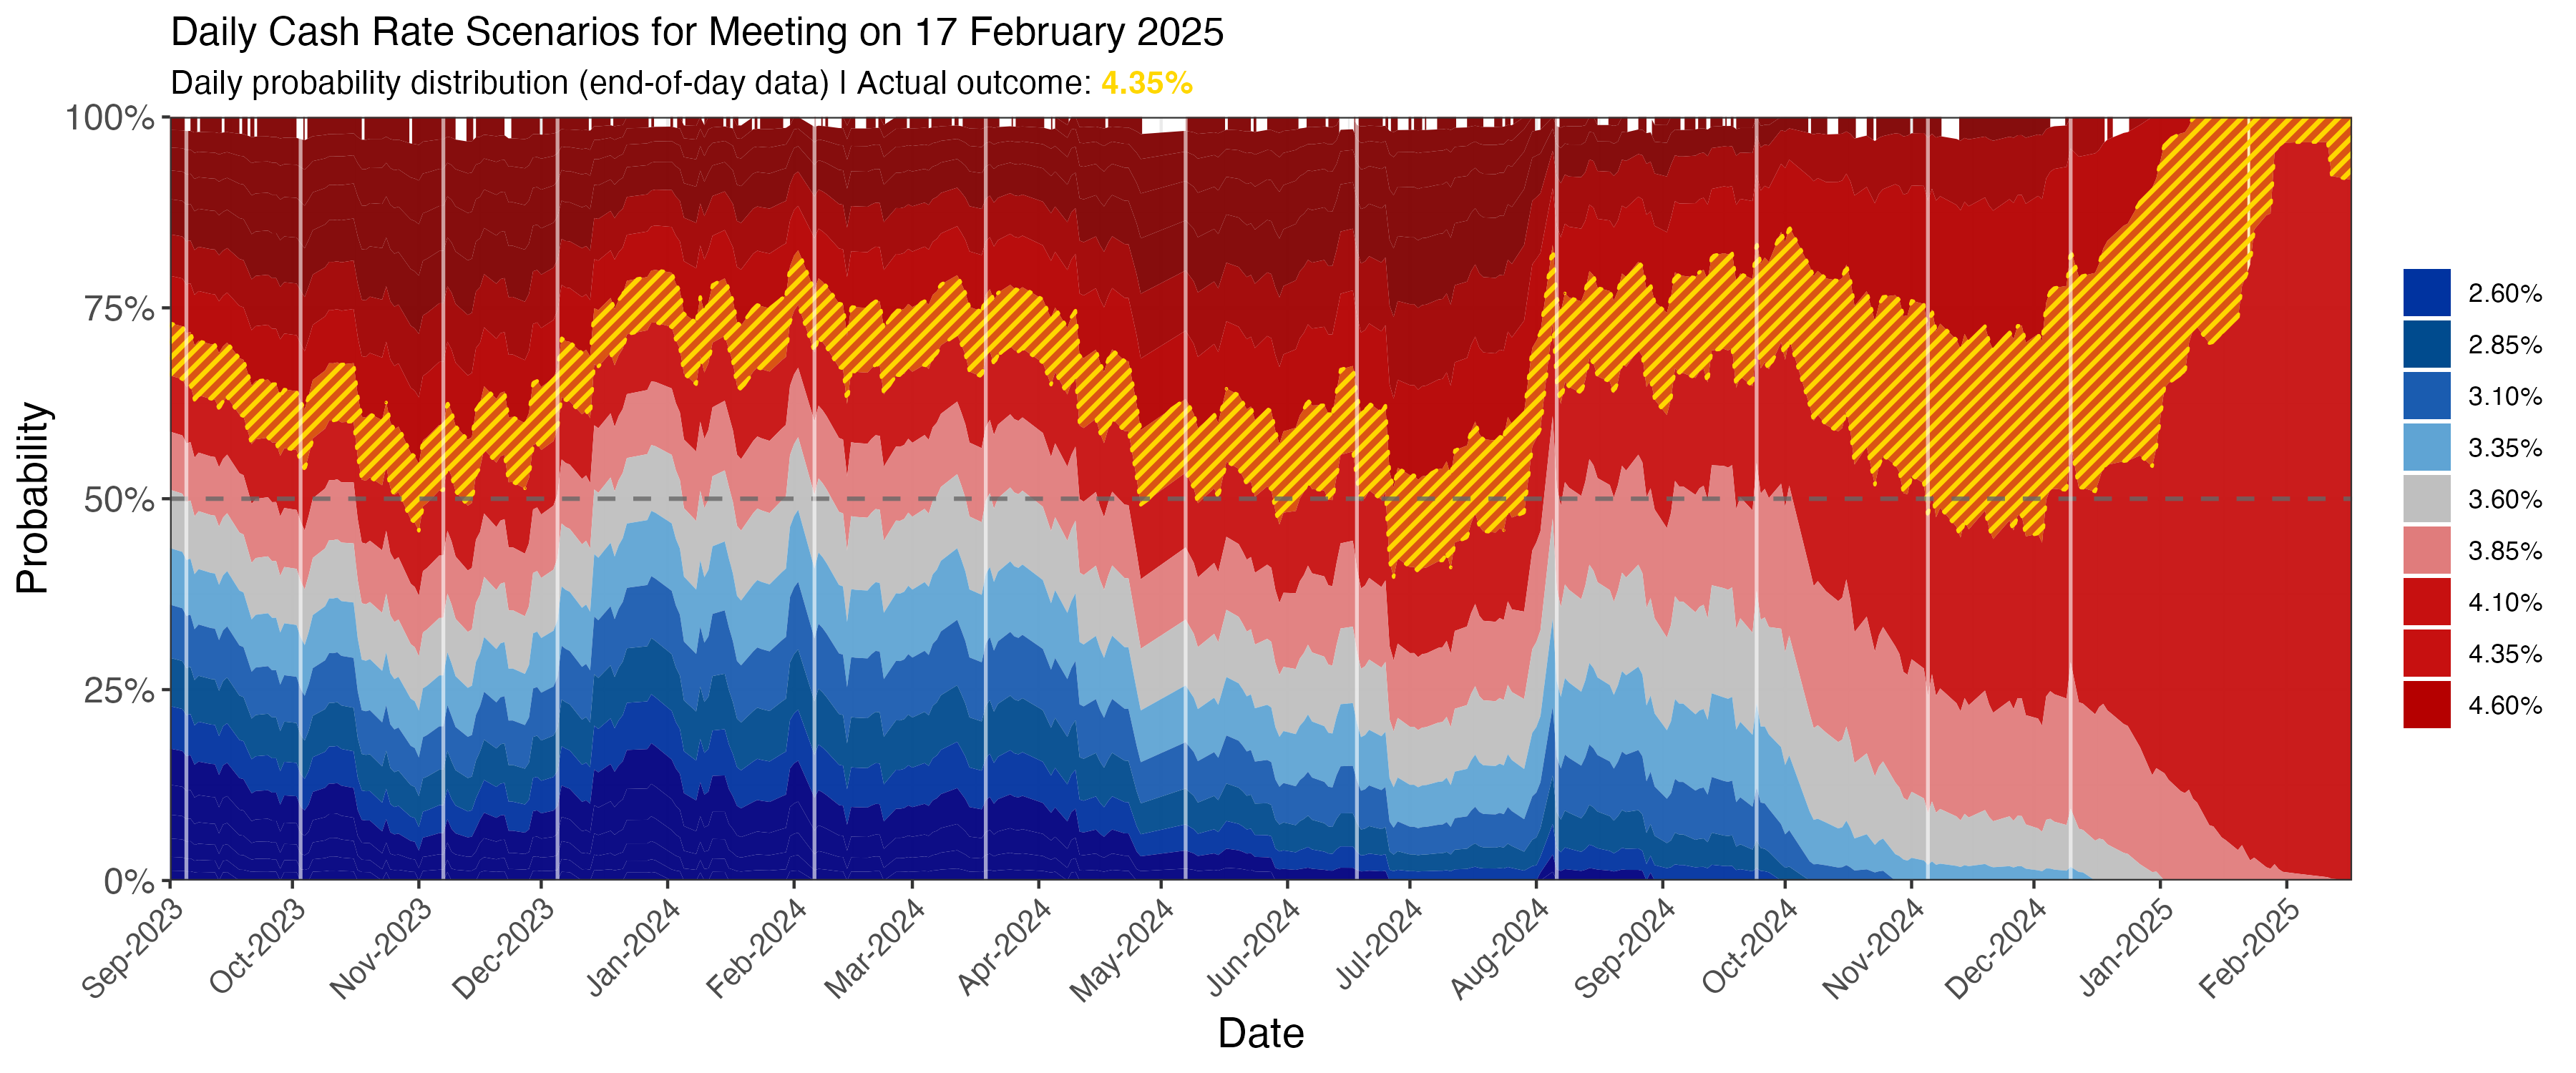 Daily Cash Rate Scenarios for Meeting on 17 February 2025
Daily probability distribution (end-of-day data) | Actual outcome: 4.35%
Probability
100%
75%
50%
25%
0%
Sep-2023
Oct-2023
Nov-2023
Dec-2023
Jan-2024
Feb-2024
Mar-2024
Apr-2024
May-2024
Jun-2024
Jul-2024
Aug-2024
Sep-2024
Oct-2024
Nov-2024
Dec-2024
Jan-2025
Feb-2025
Date
2.60%
2.85%
3.10%
3.35%
3.60%
3.85%
4.10%
4.35%
4.60%